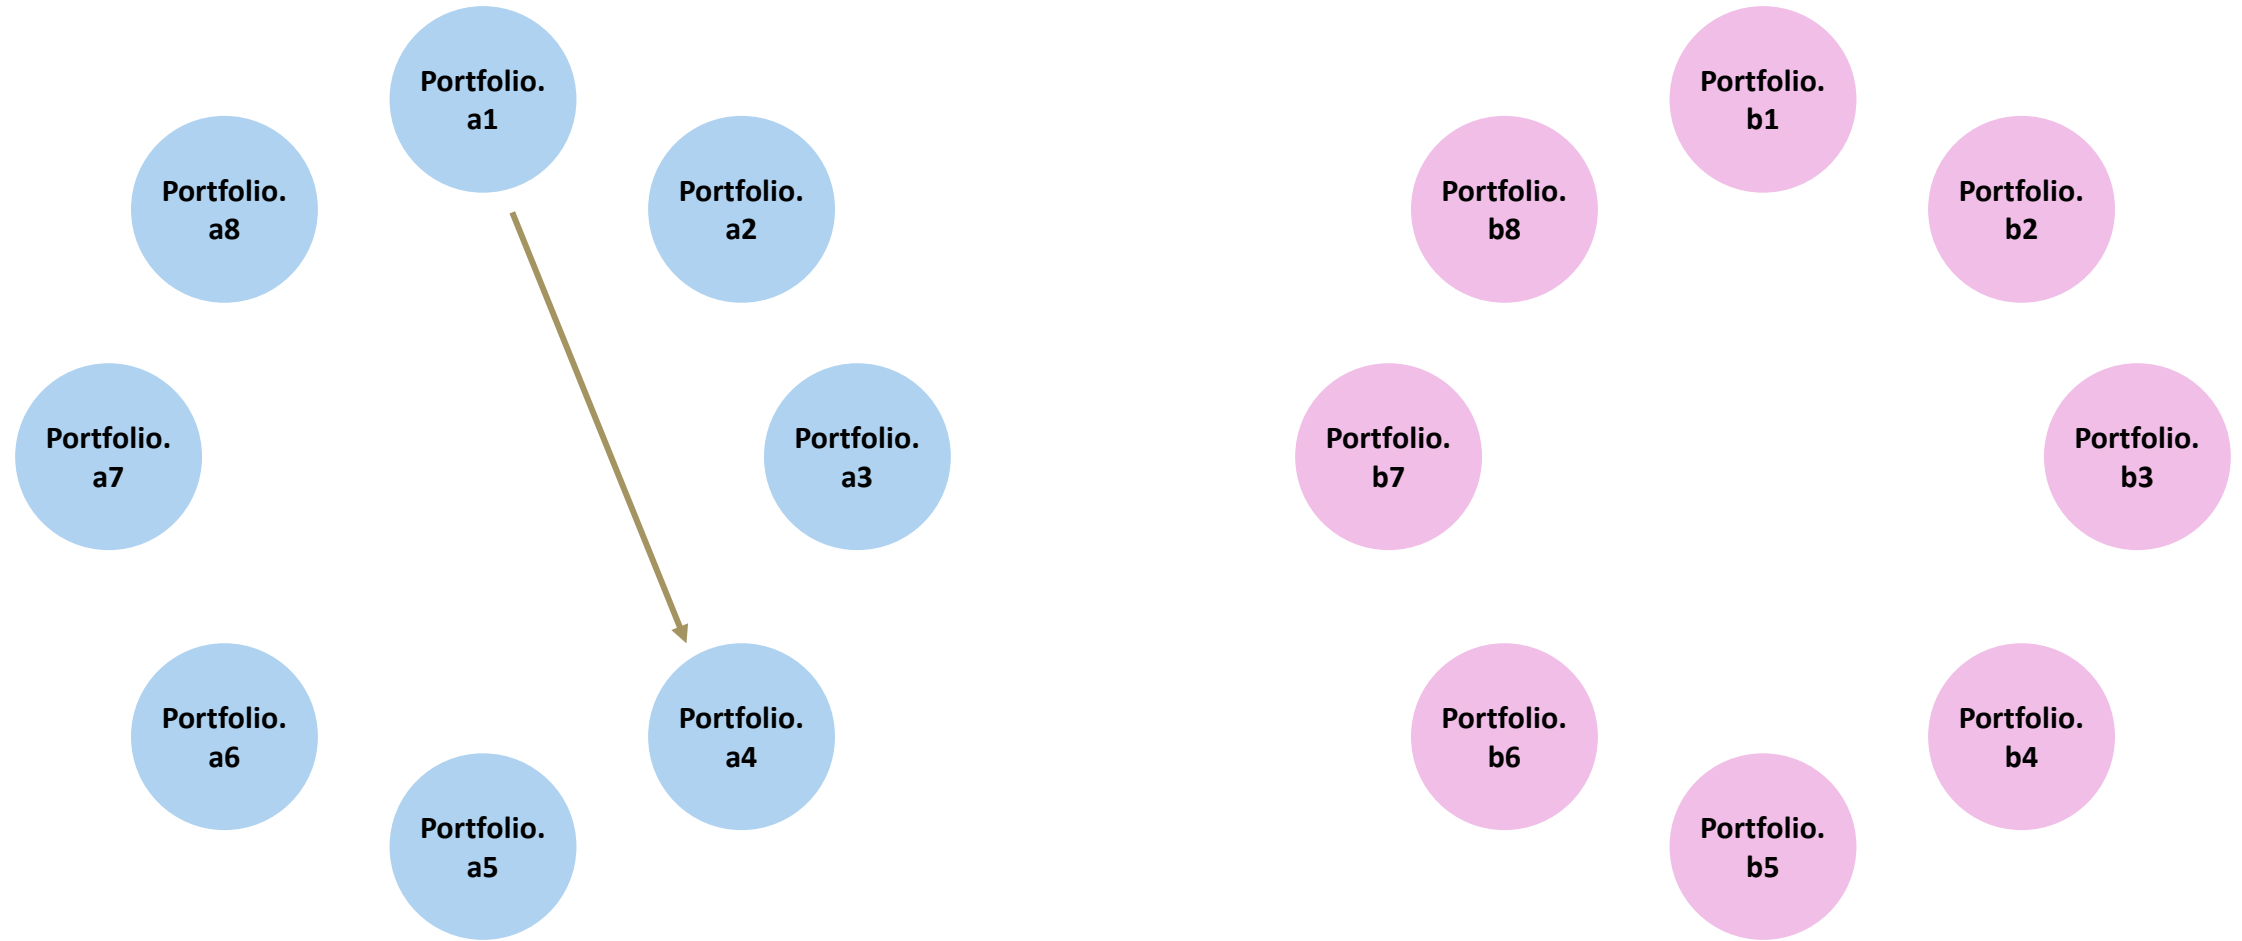 Portfolio.
a1
Portfolio.
a2
Portfolio.
a3
Portfolio.
a4
Portfolio.
a5
Portfolio.
a6
Portfolio.
a7
Portfolio.
a8
Portfolio.
b1
Portfolio.
b2
Portfolio.
b3
Portfolio.
b4
Portfolio.
b5
Portfolio.
b6
Portfolio.
b7
Portfolio.
b8